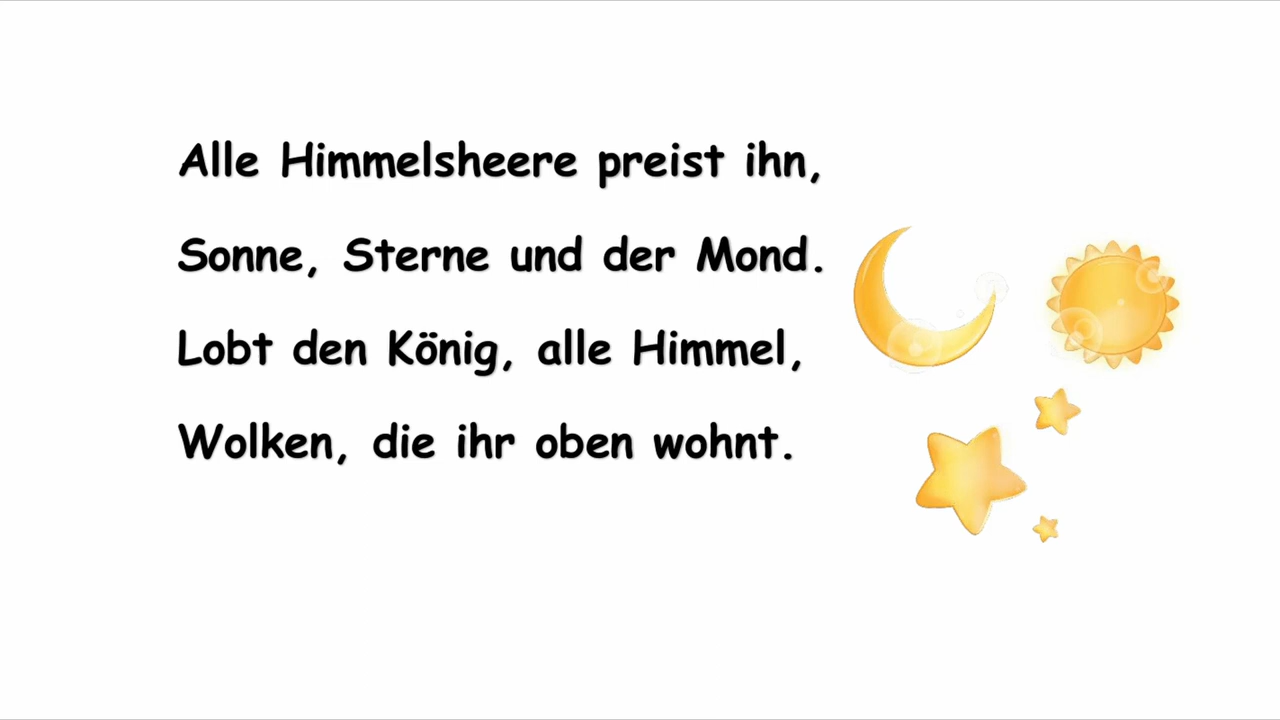 Alle Himmelsheere preist ihn,
Sonne, Sterne und der Mond.
Lobt den König, alle Himmel,
Wolken, die ihr oben wohnt.